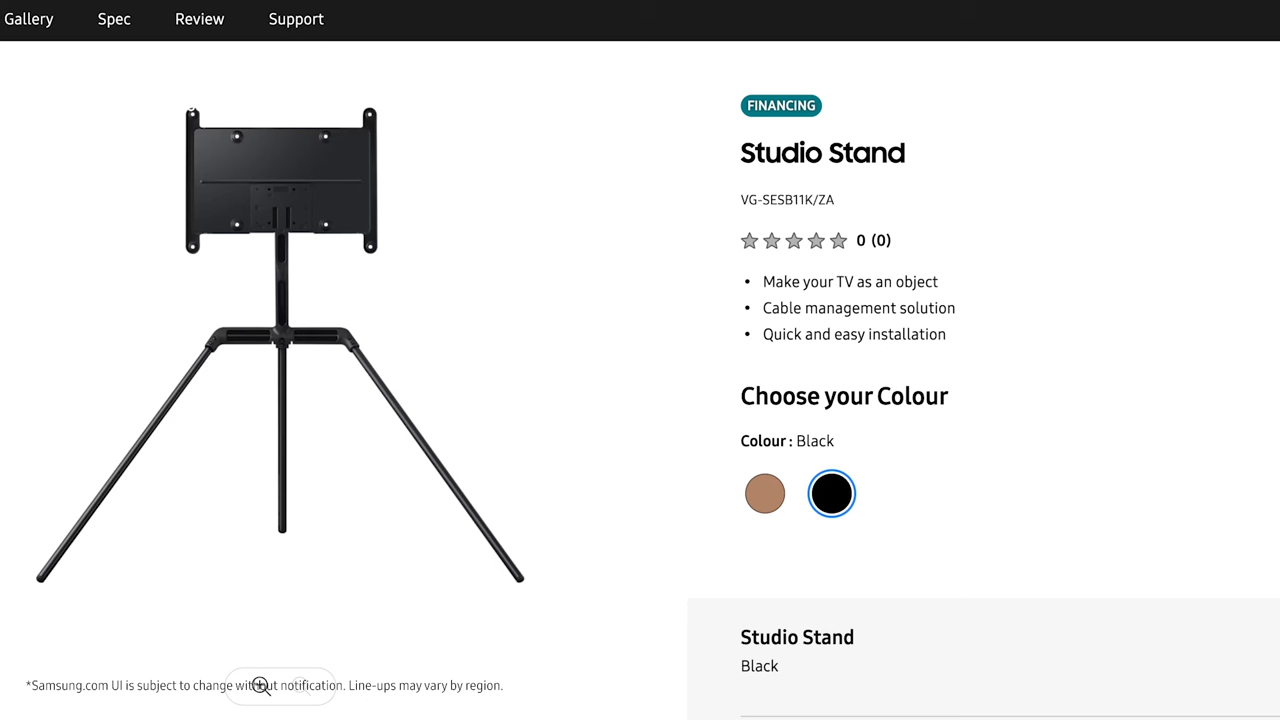 Gallery Spec Review Support
FINANCING
Studio Stand
VG-SESB11K/ZA
0 (0)
• Make your TV as an object
• Cable management solution
• Quick and easy installation
Choose your Colour
Colour : Black
Studio Stand
Black
*Samsung.com UI is subject to change without notification. Line-ups may vary by region.